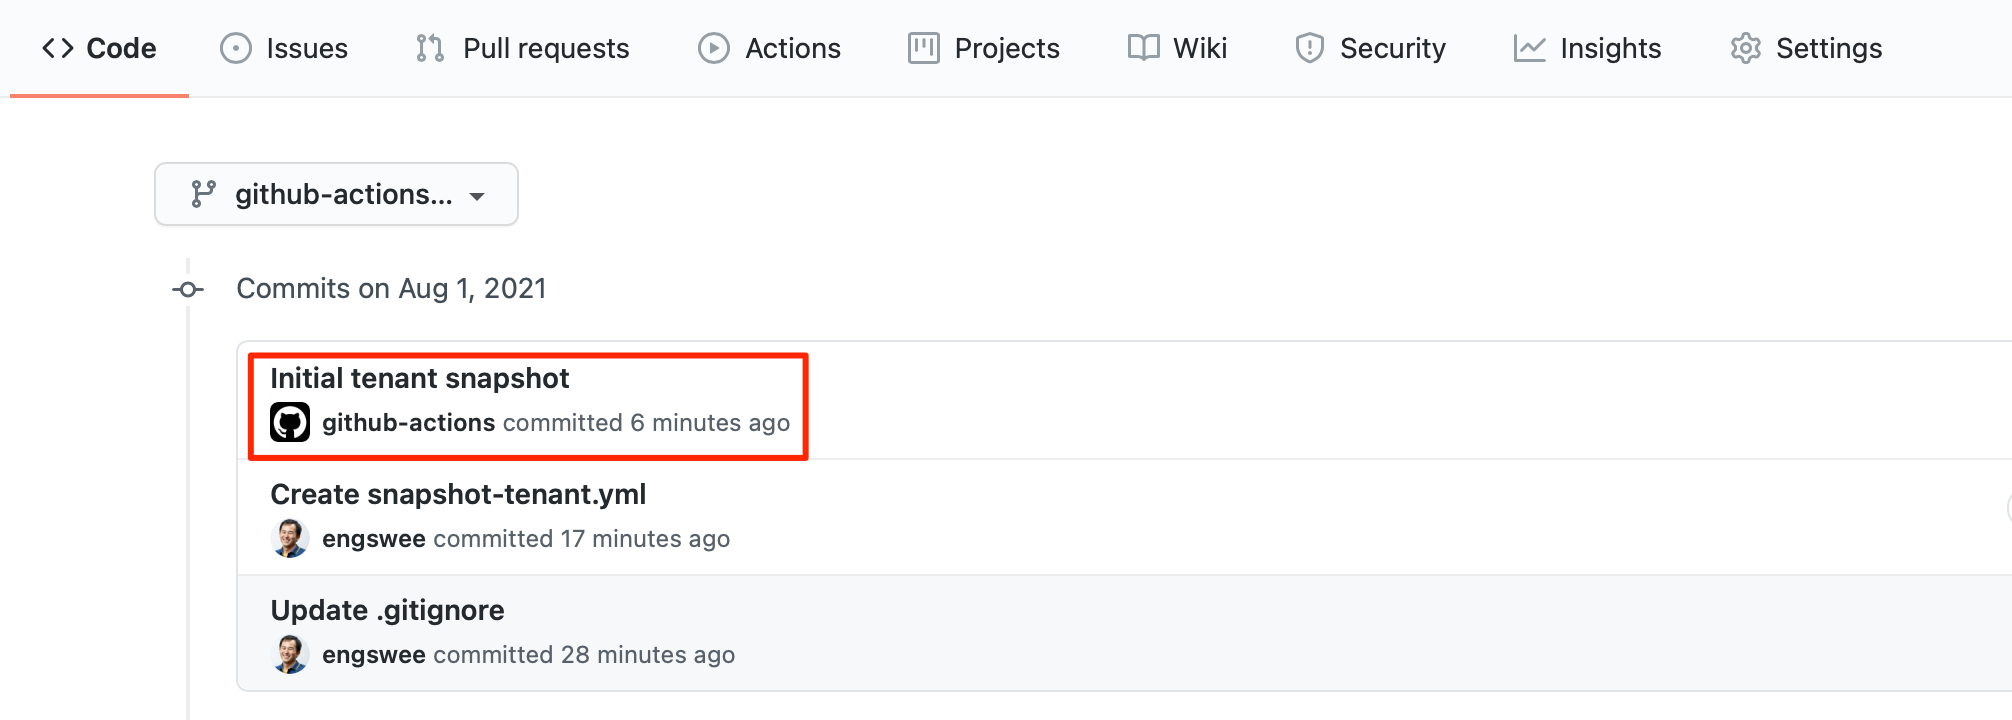 Code Issues Pull requests Actions Projects Wiki Security Insights Settings
github-actions...
Commits on Aug 1, 2021
Initial tenant snapshot
github-actions committed 6 minutes ago
Create snapshot-tenant.yml
engswee committed 17 minutes ago
Update .gitignore
engswee committed 28 minutes ago